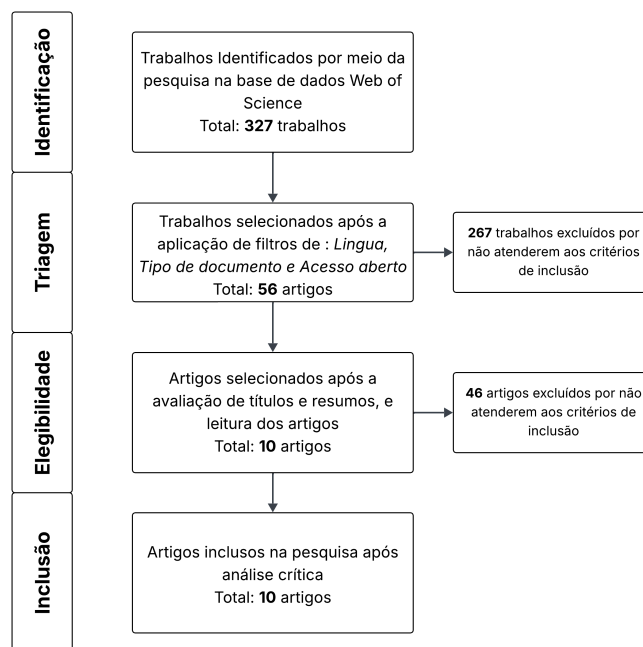 Identificação
Trabalhos Identificados por meio da
pesquisa na base de dados Web of
Science
Total: 327 trabalhos
Triagem
Trabalhos selecionados após a
aplicação de filtros de : Lingua,
Tipo de documento e Acesso aberto
Total: 56 artigos
267 trabalhos excluídos por
não atenderem aos critérios
de inclusão
Elegibilidade
Artigos selecionados após a
avaliação de títulos e resumos, e
leitura dos artigos
Total: 10 artigos
46 artigos excluídos por não
atenderem aos critérios de
inclusão
Inclusão
Artigos inclusos na pesquisa após
análise crítica
Total: 10 artigos